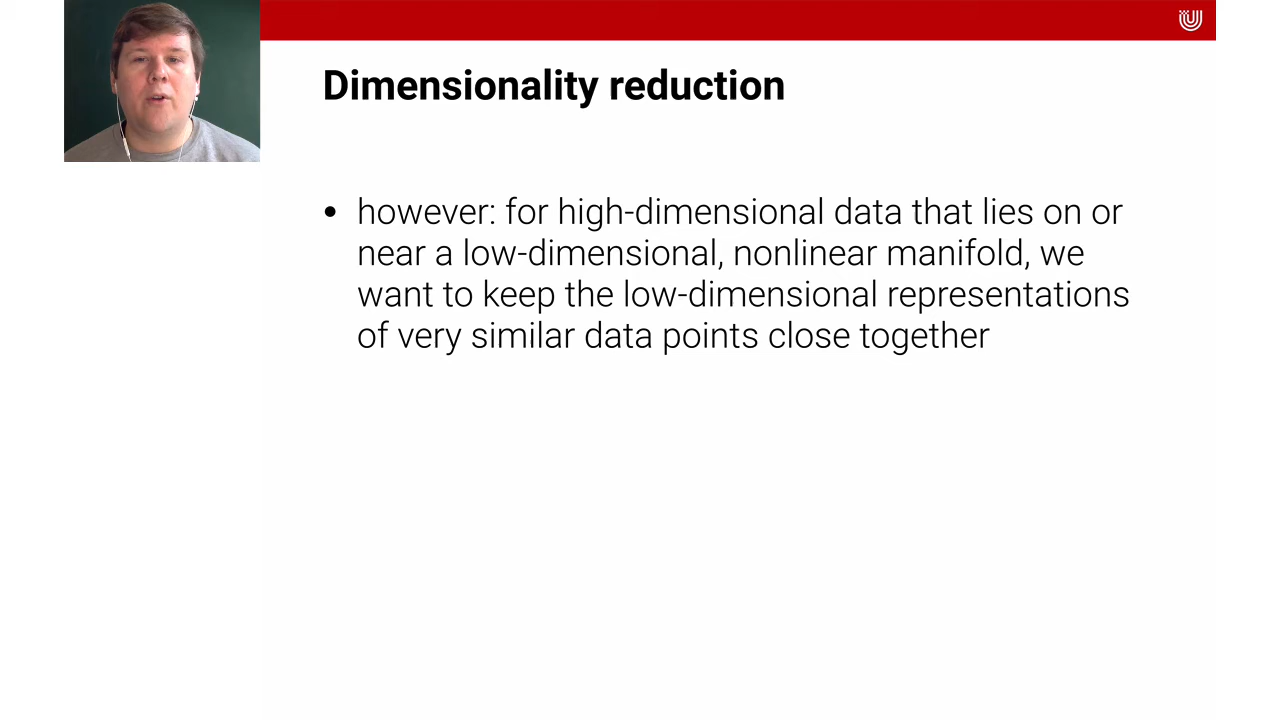 Dimensionality reduction
• however: for high-dimensional data that lies on or
near a low-dimensional, nonlinear manifold, we
want to keep the low-dimensional representations
of very similar data points close together